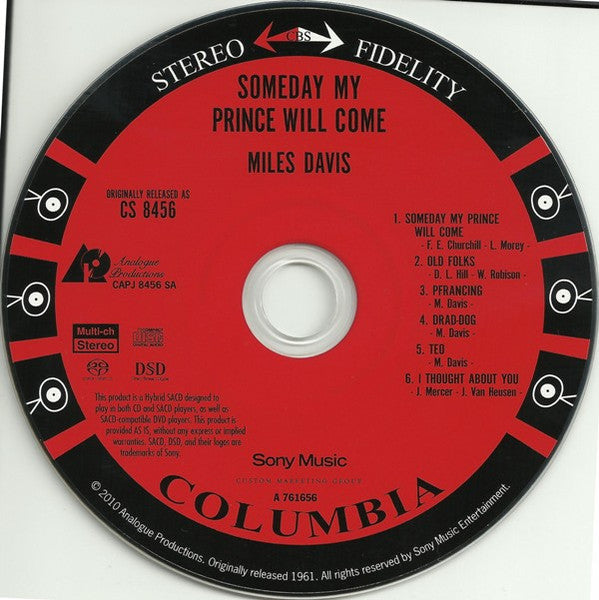 STEREO CBS FIDELITY
SOMEDAY MY
PRINCE WILL COME
MILES DAVIS
ORIGINALLY RELEASED AS
CS 8456
Analogue
Productions
CAPJ 8456 SA
Multi-ch
Stereo
COMPACT
disc
DIGITAL AUDIO
DSD
1. SOMEDAY MY PRINCE
WILL COME
- F. E. Churchill - L. Morey -
2. OLD FOLKS
- D. L. Hill - W. Robison -
3. PFRANCING
- M. Davis -
4. DRAD-DOG
- M. Davis -
5. TEO
- M. Davis -
6. I THOUGHT ABOUT YOU
- J. Mercer - J. Van Heusen -
This product is a Hybrid SACD designed to
play in both CD and SACD players, as well as
SACD-compatible DVD players. This product is
provided AS IS, without any express or implied
warranties. SACD, DSD, and their logos are
trademarks of Sony.
Sony Music
CUSTOM MARKETING GROUP
A 761656
COLUMBIA
© 2010 Analogue Productions. Originally released 1961. All rights reserved by Sony Music Entertainment.